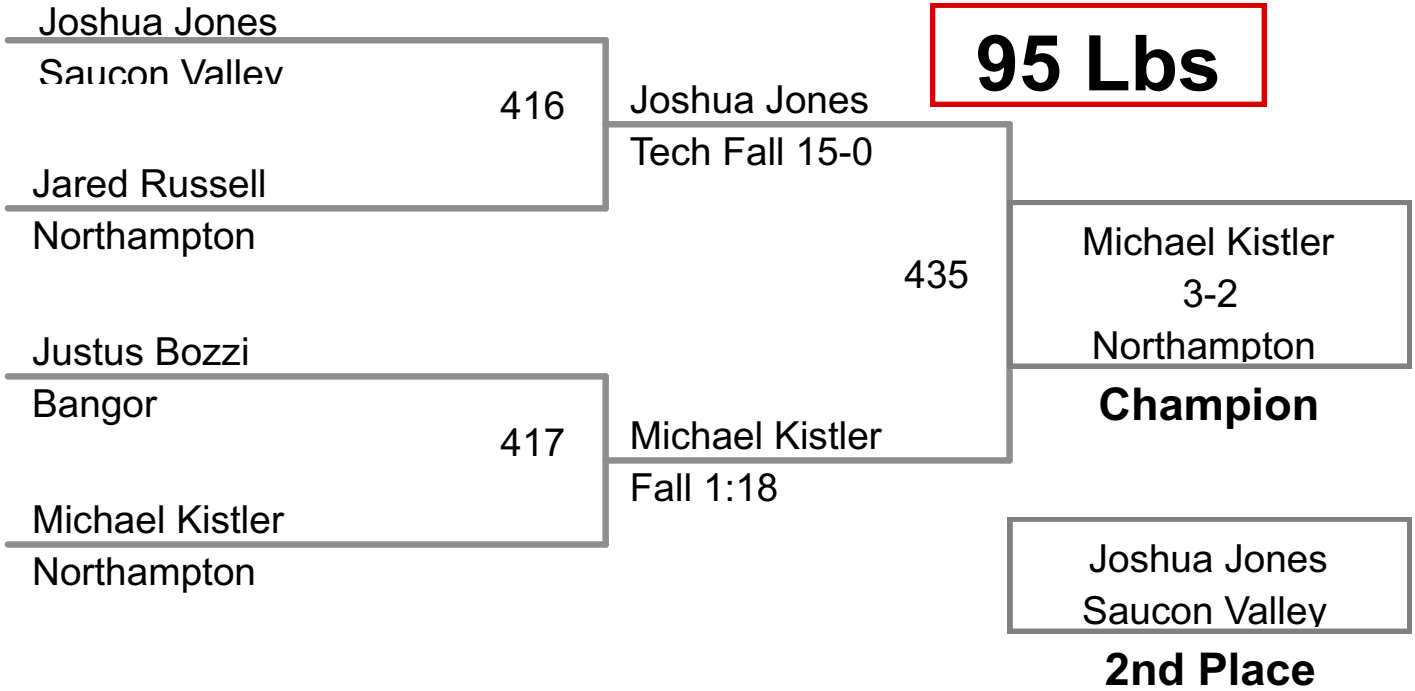 Joshua Jones
Saucon Valley
416
Jared Russell
Northampton
Justus Bozzi
Bangor
417
Michael Kistler
Northampton
Joshua Jones
Tech Fall 15-0
435
Michael Kistler
Fall 1:18
95 Lbs
Michael Kistler
3-2
Northampton
Champion
Joshua Jones
Saucon Valley
2nd Place